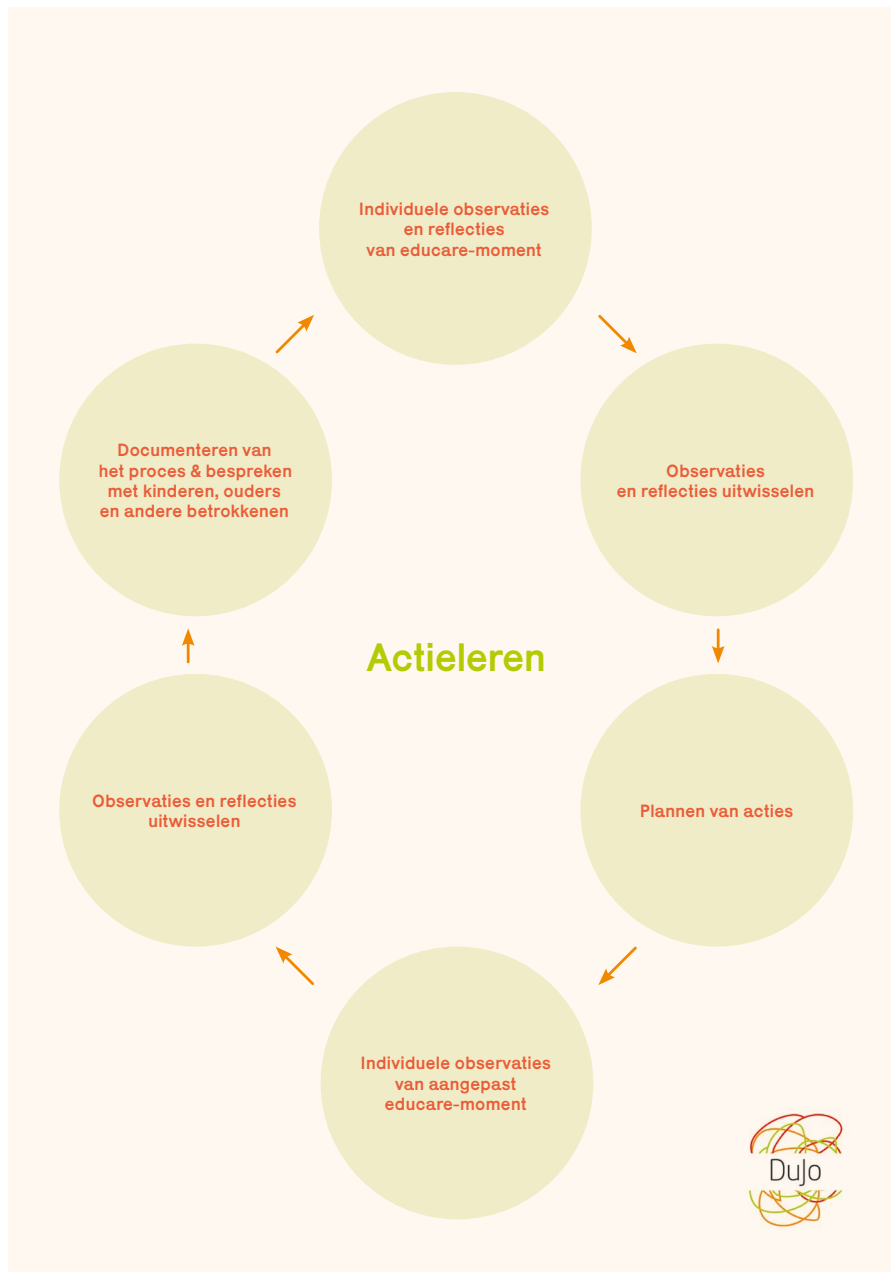 Individuele observaties
en reflecties
van educare-moment
Observaties
en reflecties uitwisselen
Plannen van acties
Individuele observaties
van aangepast
educare-moment
Observaties en reflecties
uitwisselen
Documenteren van
het proces & bespreken
met kinderen, ouders
en andere betrokkenen
Actieleren
DuJo